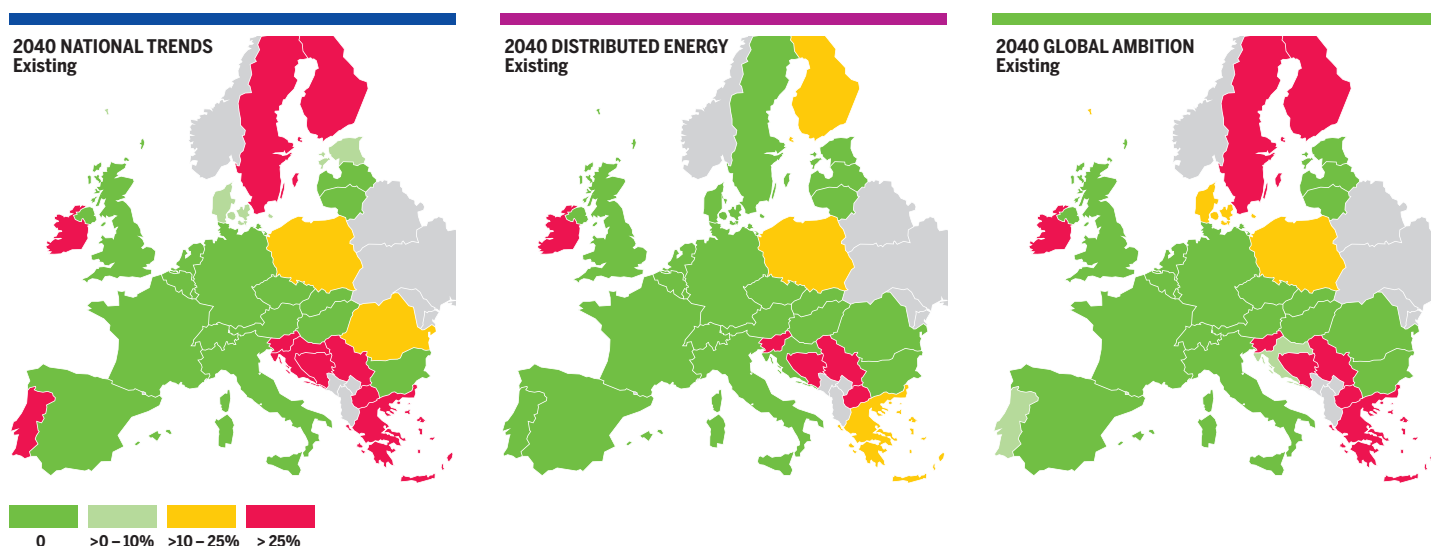 2040 NATIONAL TRENDS
Existing
2040 DISTRIBUTED ENERGY
Existing
2040 GLOBAL AMBITION
Existing
0
>0 – 10%
>10 – 25%
> 25%